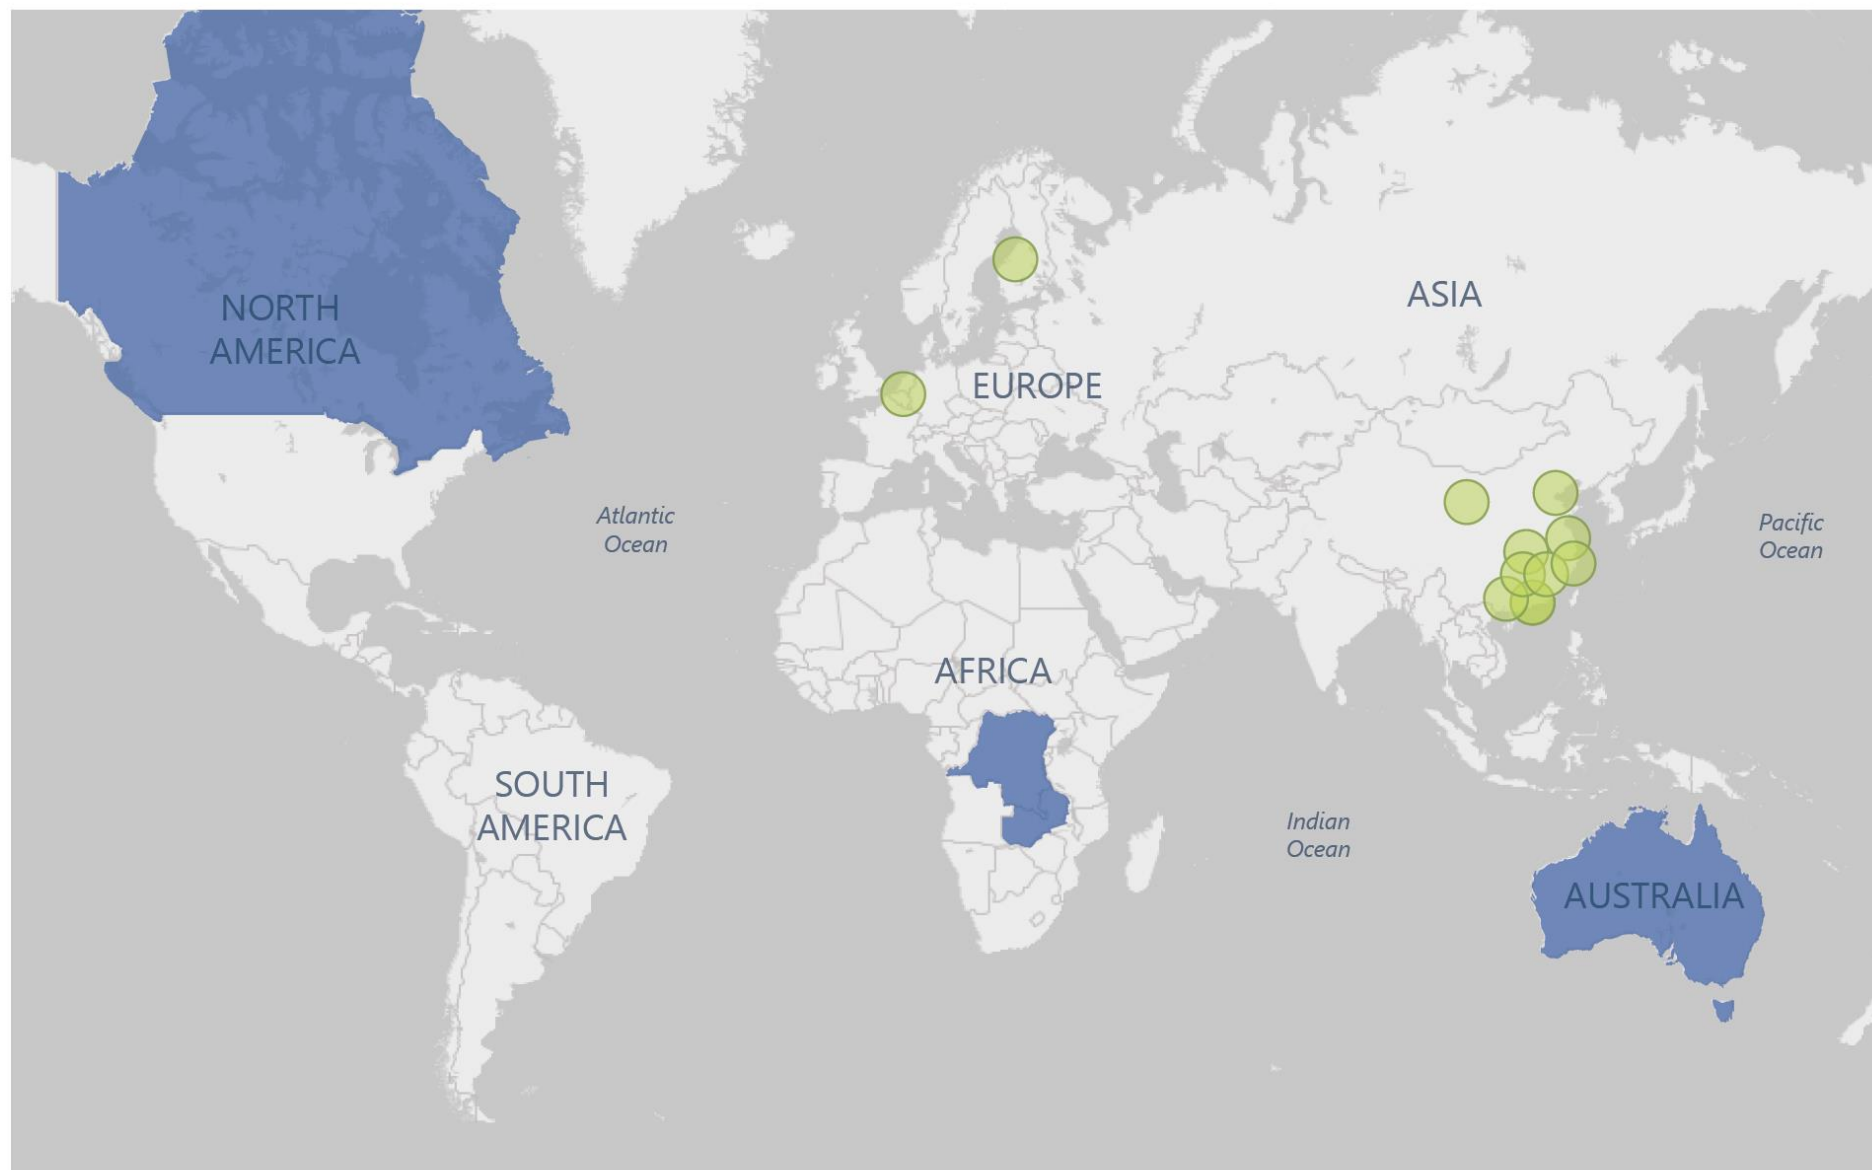 NORTH
AMERICA
ASIA
EUROPE
Atlantic
Ocean
Pacific
Ocean
AFRICA
SOUTH
AMERICA
Indian
Ocean
AUSTRALIA